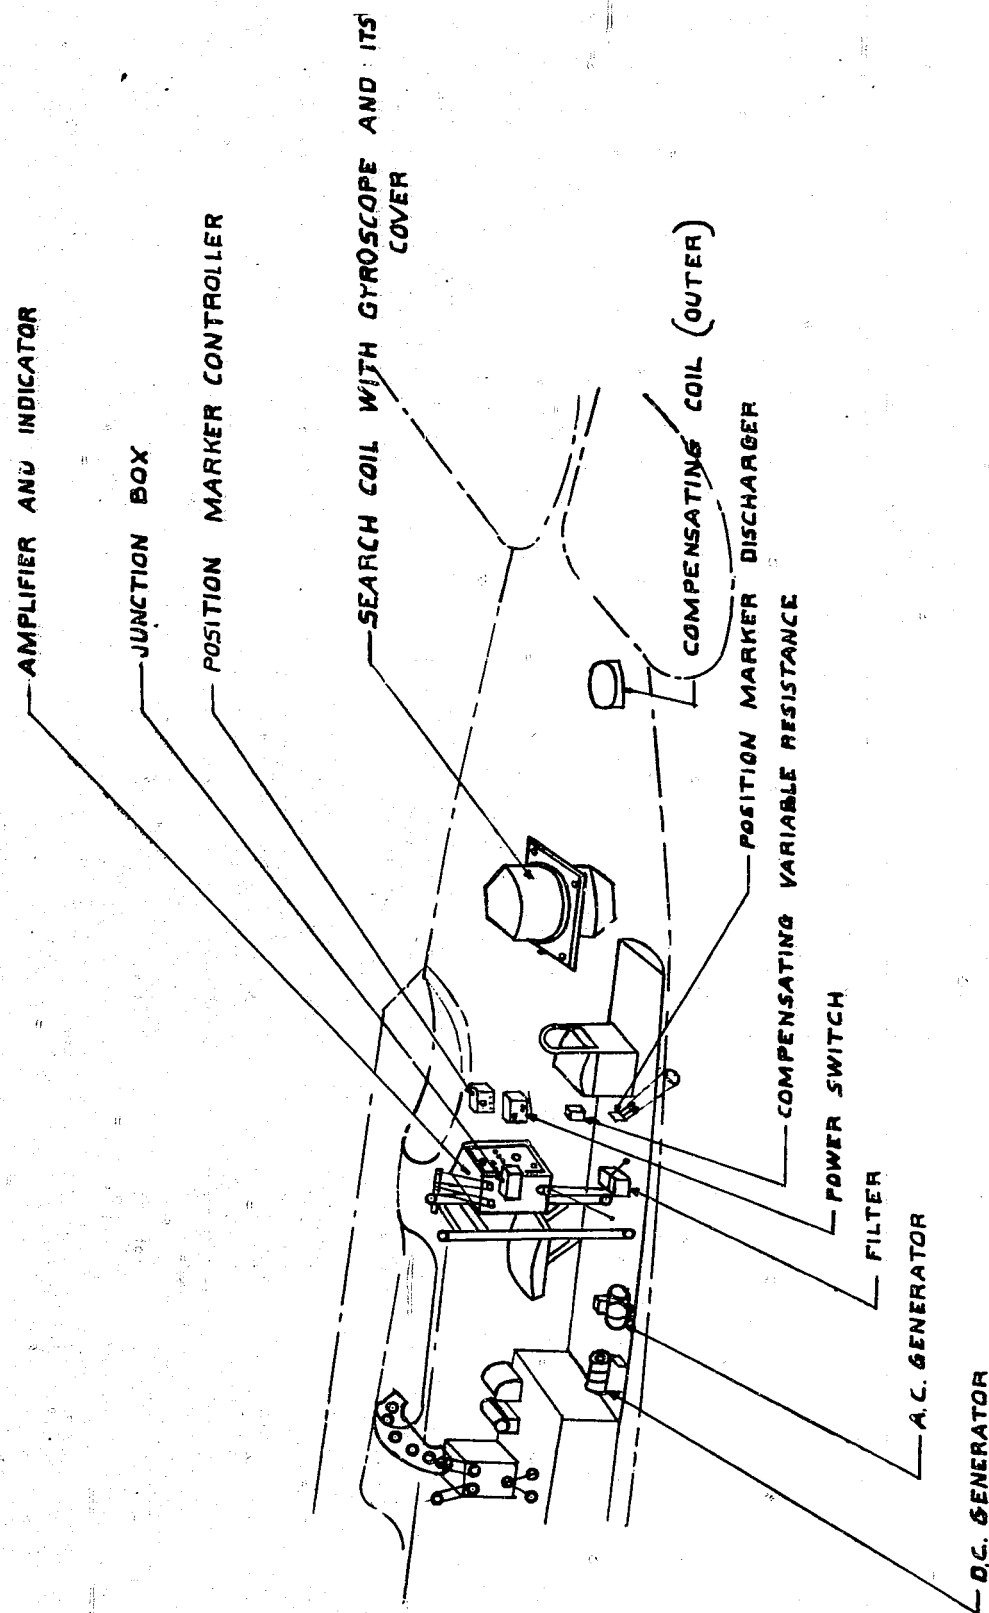 AMPLIFIER AND INDICATOR
JUNCTION BOX
POSITION MARKER CONTROLLER
SEARCH COIL WITH GYROSCOPE AND ITS
COVER
COMPENSATING COIL (OUTER)
POSITION MARKER DISCHARGER
COMPENSATING VARIABLE RESISTANCE
POWER SWITCH
FILTER
A.C. GENERATOR
D.C. GENERATOR